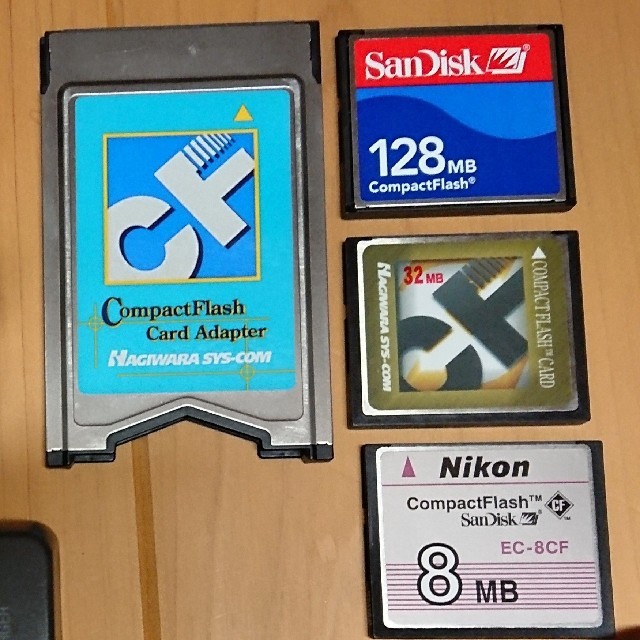 CF
CompactFlash
Card Adapter
HAGIWARA SYS-COM
SanDisk
128MB
CompactFlash®
32MB
HAGIWARA SYS-COM
COMPACT FLASH™ CARD
Nikon
CompactFlash™
CF
SanDisk
EC-8CF
8MB